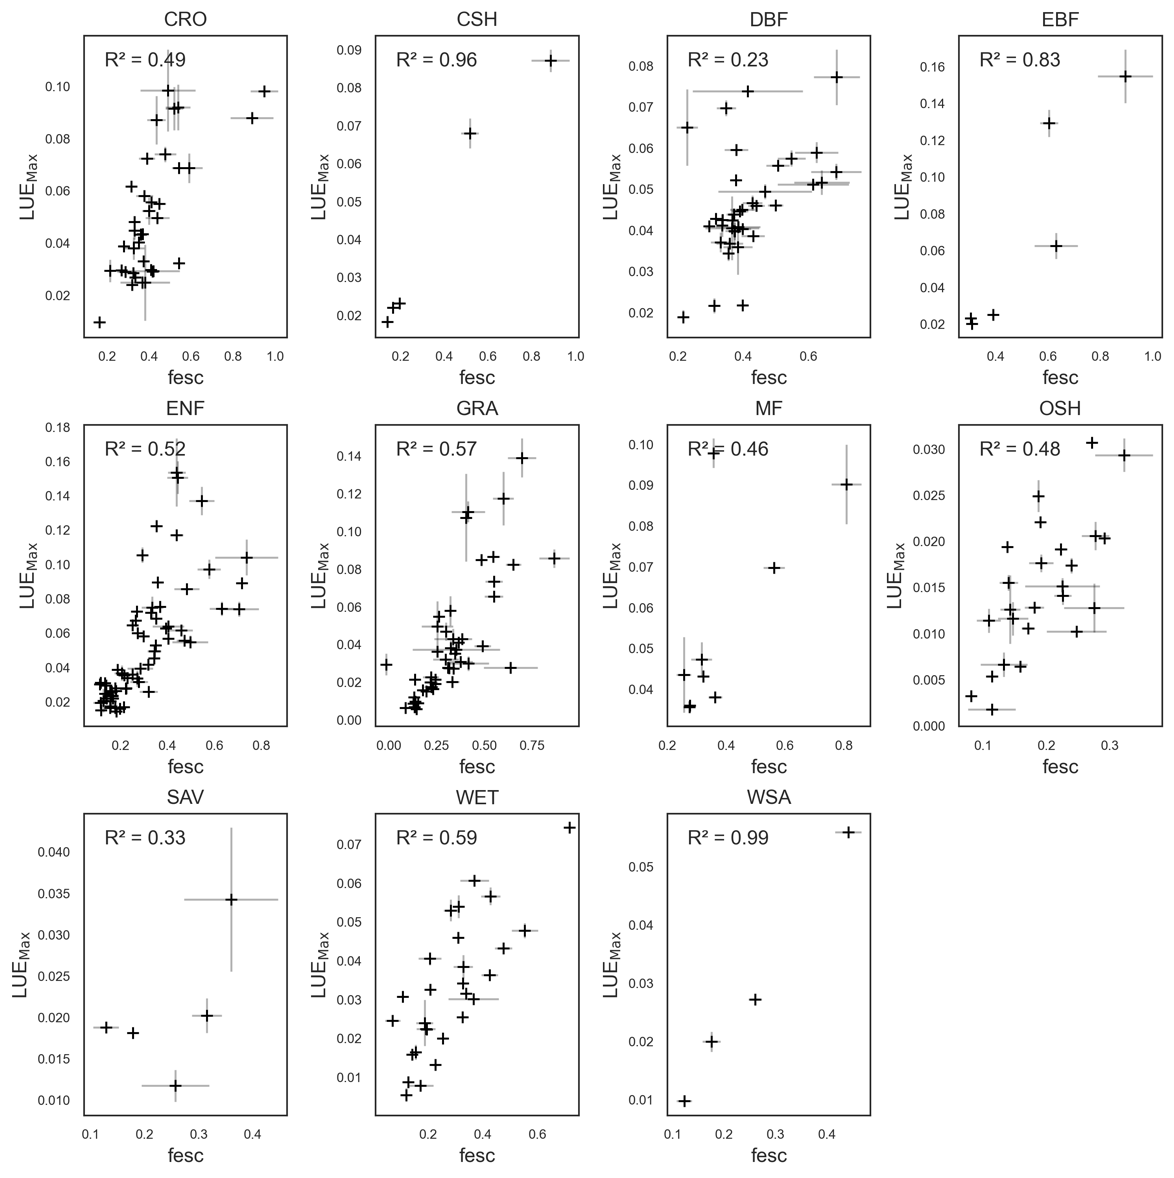 CRO
R² = 0.49
LUE_Max
0.10
0.08
0.06
0.04
0.02
0.2 0.4 0.6 0.8 1.0
fesc
CSH
R² = 0.96
LUE_Max
0.09
0.08
0.07
0.06
0.05
0.04
0.03
0.02
0.2 0.4 0.6 0.8 1.0
fesc
DBF
R² = 0.23
LUE_Max
0.08
0.07
0.06
0.05
0.04
0.03
0.02
0.2 0.4 0.6
fesc
EBF
R² = 0.83
LUE_Max
0.16
0.14
0.12
0.10
0.08
0.06
0.04
0.02
0.4 0.6 0.8 1.0
fesc
ENF
R² = 0.52
LUE_Max
0.18
0.16
0.14
0.12
0.10
0.08
0.06
0.04
0.02
0.2 0.4 0.6 0.8
fesc
GRA
R² = 0.57
LUE_Max
0.14
0.12
0.10
0.08
0.06
0.04
0.02
0.00
0.00 0.25 0.50 0.75
fesc
MF
R² = 0.46
LUE_Max
0.10
0.09
0.08
0.07
0.06
0.05
0.04
0.2 0.4 0.6 0.8
fesc
OSH
R² = 0.48
LUE_Max
0.030
0.025
0.020
0.015
0.010
0.005
0.000
0.1 0.2 0.3
fesc
SAV
R² = 0.33
LUE_Max
0.040
0.035
0.030
0.025
0.020
0.015
0.010
0.1 0.2 0.3 0.4
fesc
WET
R² = 0.59
LUE_Max
0.07
0.06
0.05
0.04
0.03
0.02
0.01
0.2 0.4 0.6
fesc
WSA
R² = 0.99
LUE_Max
0.05
0.04
0.03
0.02
0.01
0.1 0.2 0.3 0.4
fesc